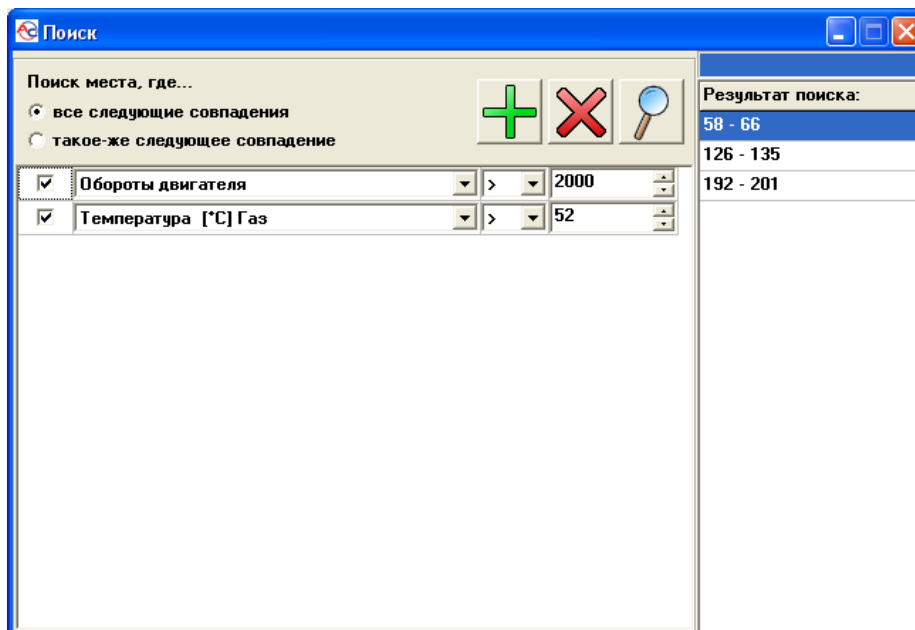 Поиск
Поиск места, где...
все следующие совпадения
такое-же следующее совпадение
Обороты двигателя > 2000
Температура [°C] Газ > 52
Результат поиска:
58 - 66
126 - 135
192 - 201